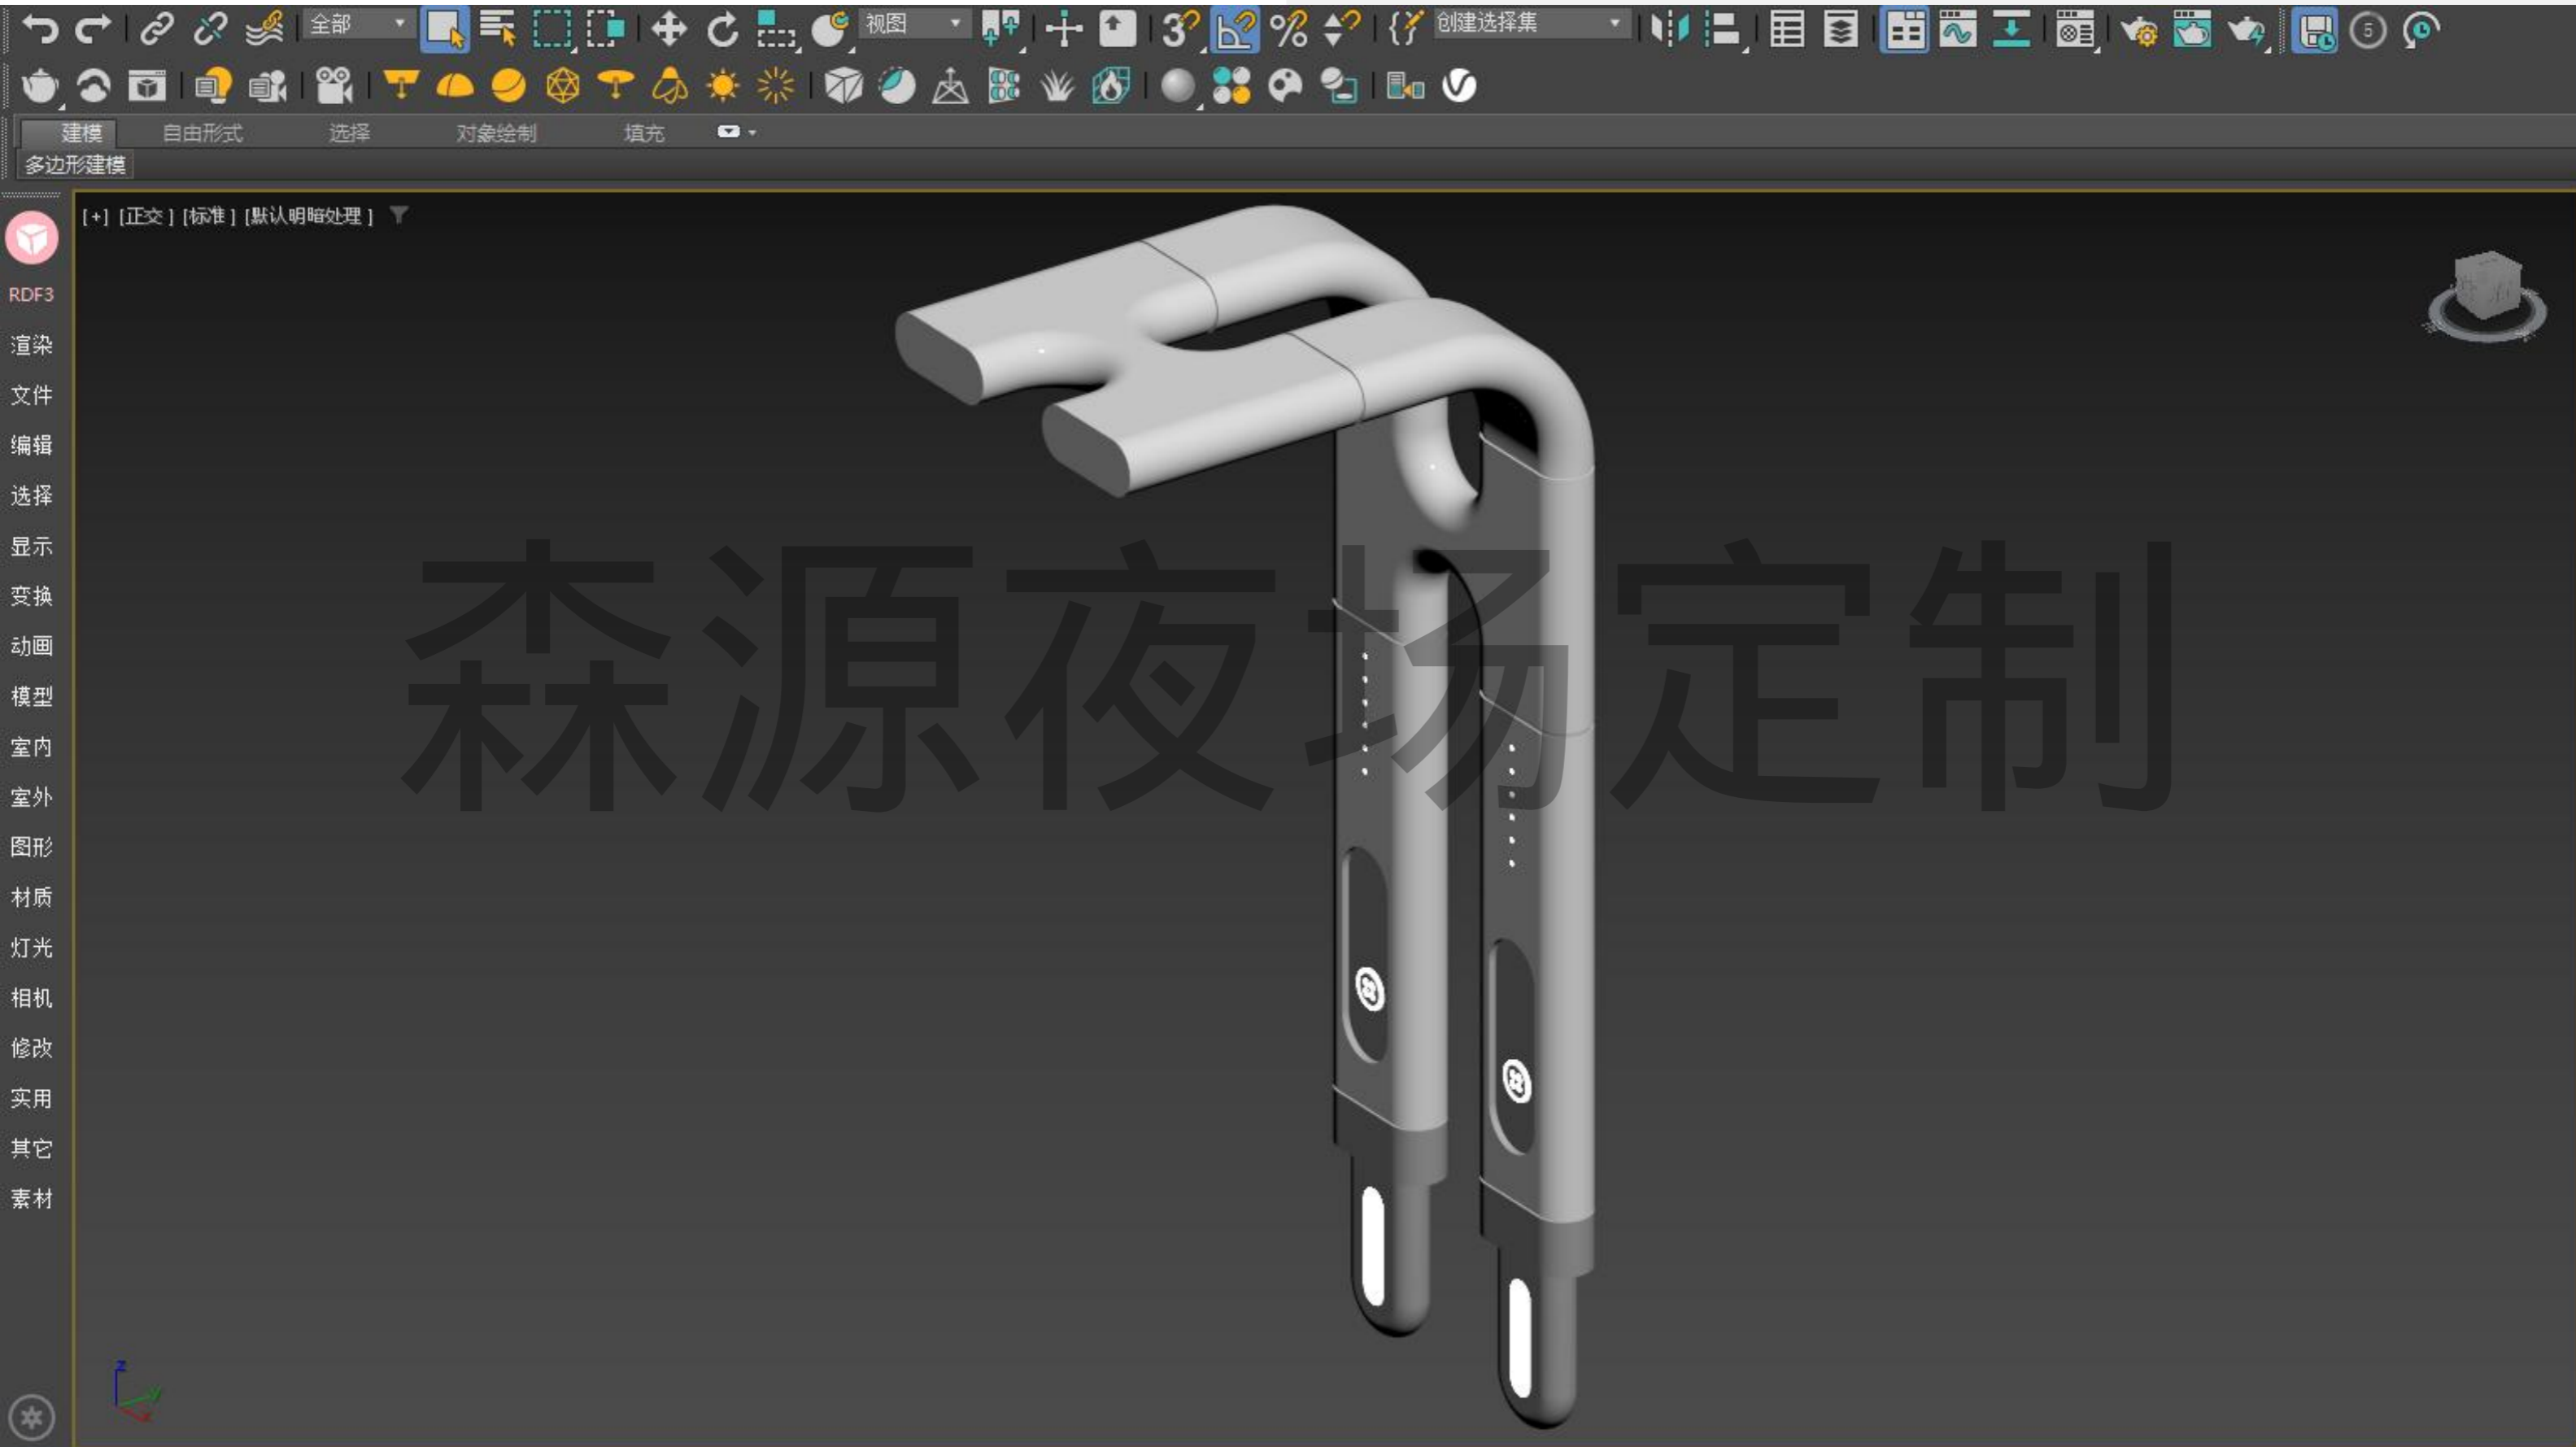 全部
视图
3
%
创建选择集
5
建模 自由形式 选择 对象绘制 填充
多边形建模
[+] [正交] [标准] [默认明暗处理]
RDF3
渲染
文件
编辑
选择
显示
变换
动画
模型
室内
室外
图形
材质
灯光
相机
修改
实用
其它
素材
森源夜场定制
z
y
x